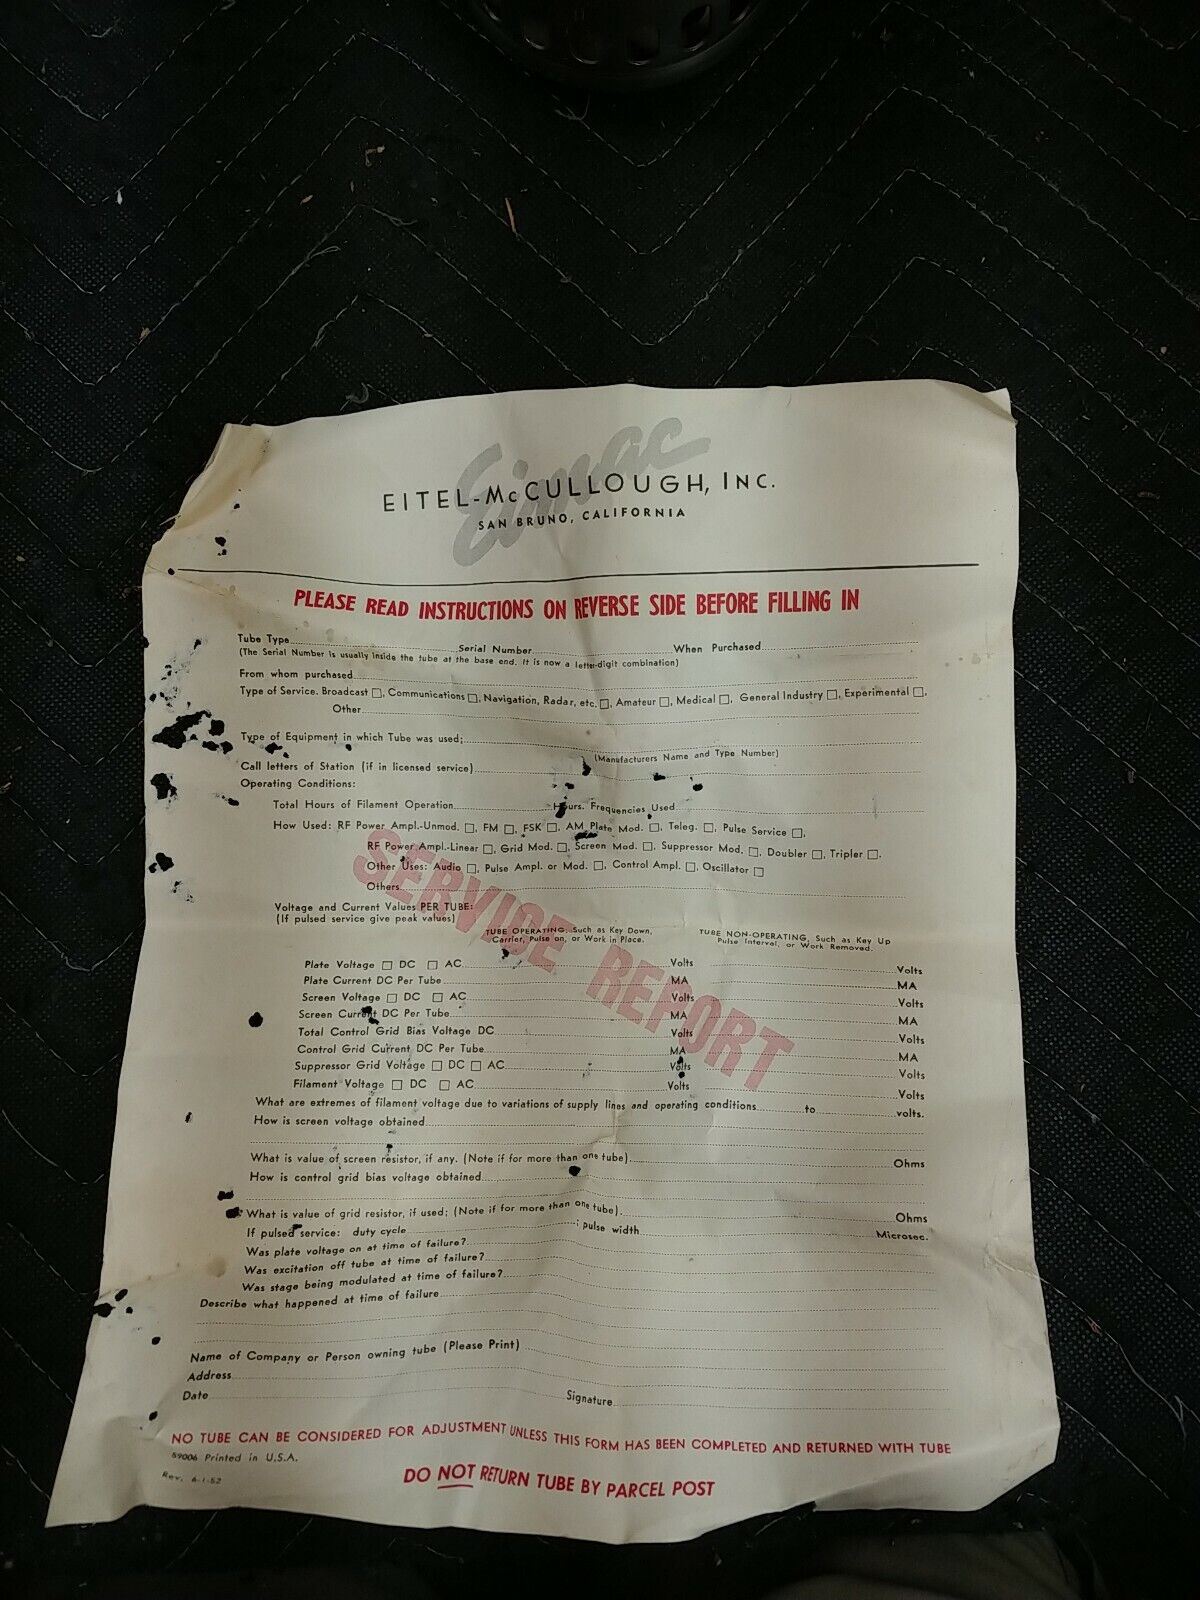 Eimac
EITEL-McCULLOUGH, INC.
SAN BRUNO, CALIFORNIA
PLEASE READ INSTRUCTIONS ON REVERSE SIDE BEFORE FILLING IN
Tube Type Serial Number When Purchased
(The Serial Number is usually inside the tube at the base end. It is now a letter-digit combination)
From whom purchased
Type of Service. Broadcast □, Communications □, Navigation, Radar, etc. □, Amateur □, Medical □, General Industry □, Experimental □,
Other
Type of Equipment in which Tube was used;
(Manufacturers Name and Type Number)
Call letters of Station (if in licensed service)
Operating Conditions:
Total Hours of Filament Operation Hours. Frequencies Used
How Used: RF Power Ampl.-Unmod. □, FM □, FSK □, AM Plate Mod. □, Teleg. □, Pulse Service □,
RF Power Ampl.-Linear □, Grid Mod. □, Screen Mod. □, Suppressor Mod. □, Doubler □, Tripler □,
Other Uses: Audio □, Pulse Ampl. or Mod. □, Control Ampl. □, Oscillator □
Others
SERVICE REPORT
Voltage and Current Values PER TUBE:
(If pulsed service give peak values)
TUBE OPERATING, Such as Key Down,
Carrier, Pulse on, or Work in Place.
TUBE NON-OPERATING, Such as Key Up
Pulse Interval, or Work Removed.
Plate Voltage □ DC □ AC Volts Volts
Plate Current DC Per Tube MA MA
Screen Voltage □ DC □ AC Volts Volts
Screen Current DC Per Tube MA MA
Total Control Grid Bias Voltage DC Volts Volts
Control Grid Current DC Per Tube MA MA
Suppressor Grid Voltage □ DC □ AC Volts Volts
Filament Voltage □ DC □ AC Volts Volts
What are extremes of filament voltage due to variations of supply lines and operating conditions to volts.
How is screen voltage obtained
What is value of screen resistor, if any. (Note if for more than one tube) Ohms
How is control grid bias voltage obtained
What is value of grid resistor, if used; (Note if for more than one tube). Ohms
If pulsed service: duty cycle ; pulse width Microsec.
Was plate voltage on at time of failure?
Was excitation off tube at time of failure?
Was stage being modulated at time of failure?
Describe what happened at time of failure
Name of Company or Person owning tube (Please Print)
Address
Date Signature
NO TUBE CAN BE CONSIDERED FOR ADJUSTMENT UNLESS THIS FORM HAS BEEN COMPLETED AND RETURNED WITH TUBE
59006 Printed in U.S.A.
Rev. 6-1-52
DO NOT RETURN TUBE BY PARCEL POST